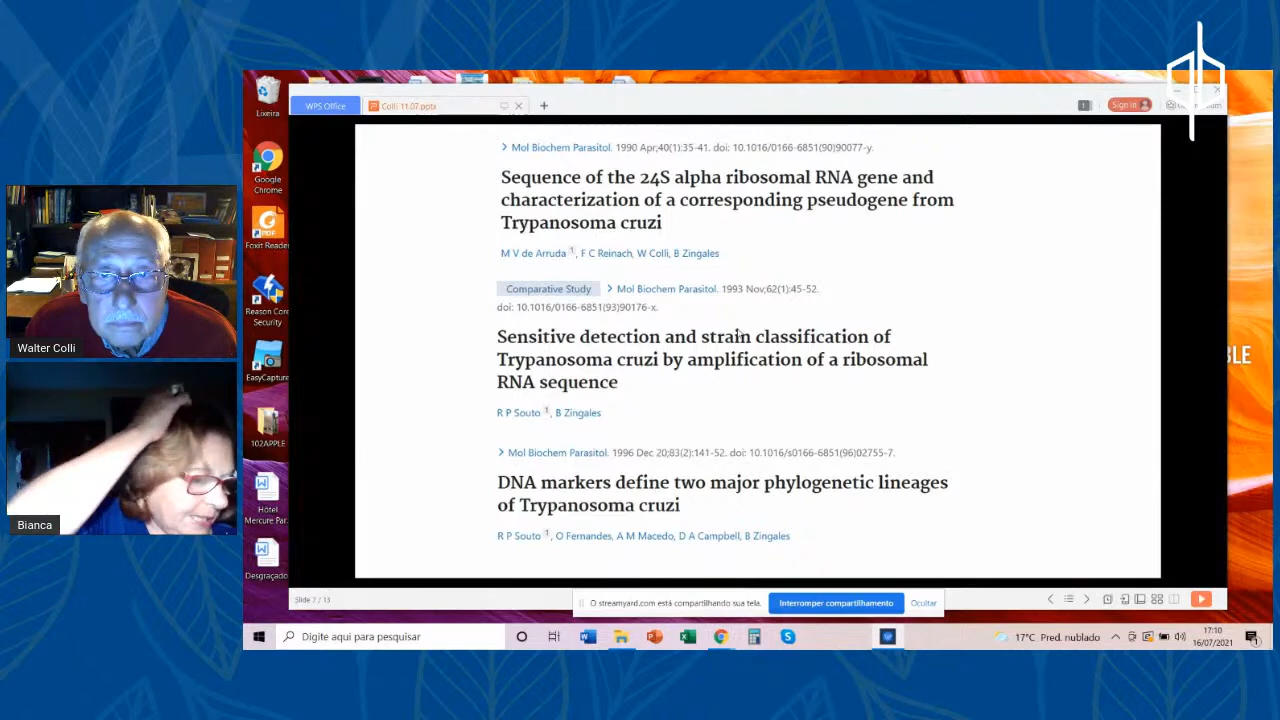 Lixeira
Google
Chrome
Foxit Reader
Reason Core
Security
EasyCapture
102APPLE
Hotel
Mercure Par...
Desgraçado...
WPS Office
Colli 11.07.pptx
1
Sign in
> Mol Biochem Parasitol. 1990 Apr;40(1):35-41. doi: 10.1016/0166-6851(90)90077-y.
Sequence of the 24S alpha ribosomal RNA gene and
characterization of a corresponding pseudogene from
Trypanosoma cruzi
M V de Arruda 1, F C Reinach, W Colli, B Zingales
Comparative Study > Mol Biochem Parasitol. 1993 Nov;62(1):45-52.
doi: 10.1016/0166-6851(93)90176-x.
Sensitive detection and strain classification of
Trypanosoma cruzi by amplification of a ribosomal
RNA sequence
R P Souto 1, B Zingales
> Mol Biochem Parasitol. 1996 Dec 20;83(2):141-52. doi: 10.1016/s0166-6851(96)02755-7.
DNA markers define two major phylogenetic lineages
of Trypanosoma cruzi
R P Souto 1, O Fernandes, A M Macedo, D A Campbell, B Zingales
BLE
Walter Colli
Bianca
Slide 7 / 13
O streamyard.com está compartilhando sua tela.
Interromper compartilhamento
Ocultar
Digite aqui para pesquisar
17°C Pred. nublado
17:10
16/07/2021